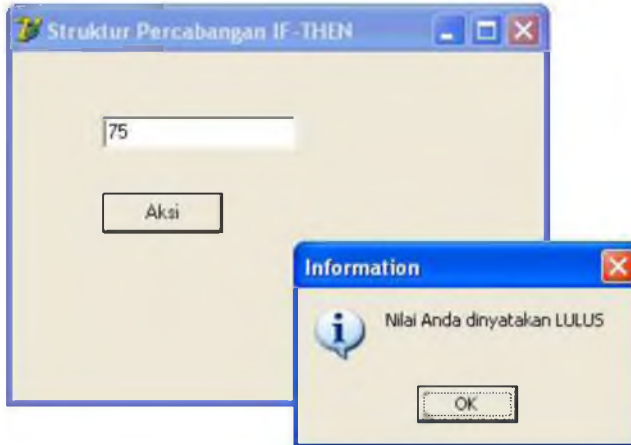 Struktur Percabangan IF-THEN
75
Aksi
Information
Nilai Anda dinyatakan LULUS
OK